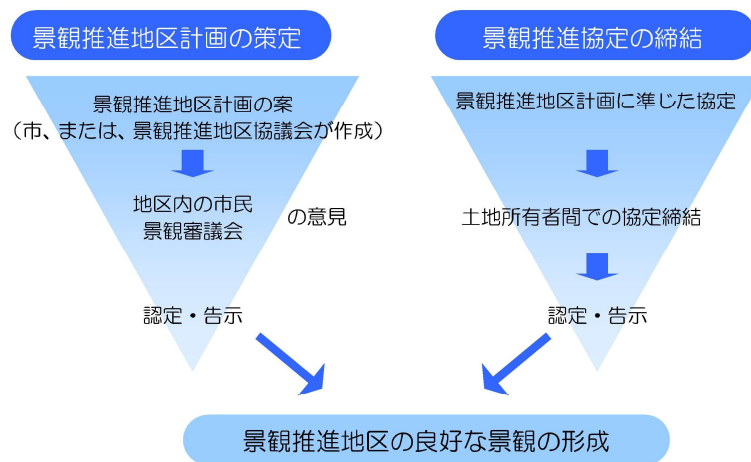 景観推進地区計画の策定
景観推進地区計画の案
（市、または、景観推進地区協議会が作成）
地区内の市民
景観審議会
の意見
認定・告示
景観推進協定の締結
景観推進地区計画に準じた協定
土地所有者間での協定締結
認定・告示
景観推進地区の良好な景観の形成